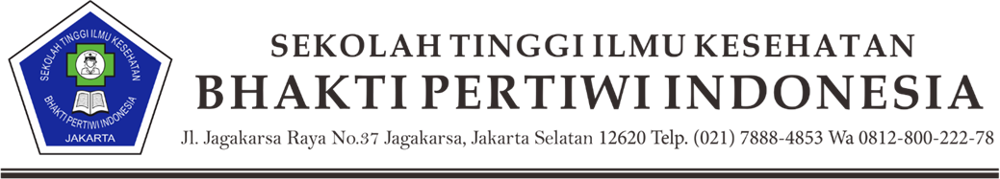 SEKOLAH TINGGI ILMU KESEHATAN
BHAKTI PERTIWI INDONESIA
JAKARTA
SEKOLAH TINGGI ILMU KESEHATAN
BHAKTI PERTIWI INDONESIA
Jl. Jagakarsa Raya No.37 Jagakarsa, Jakarta Selatan 12620 Telp. (021) 7888-4853 Wa 0812-800-222-78